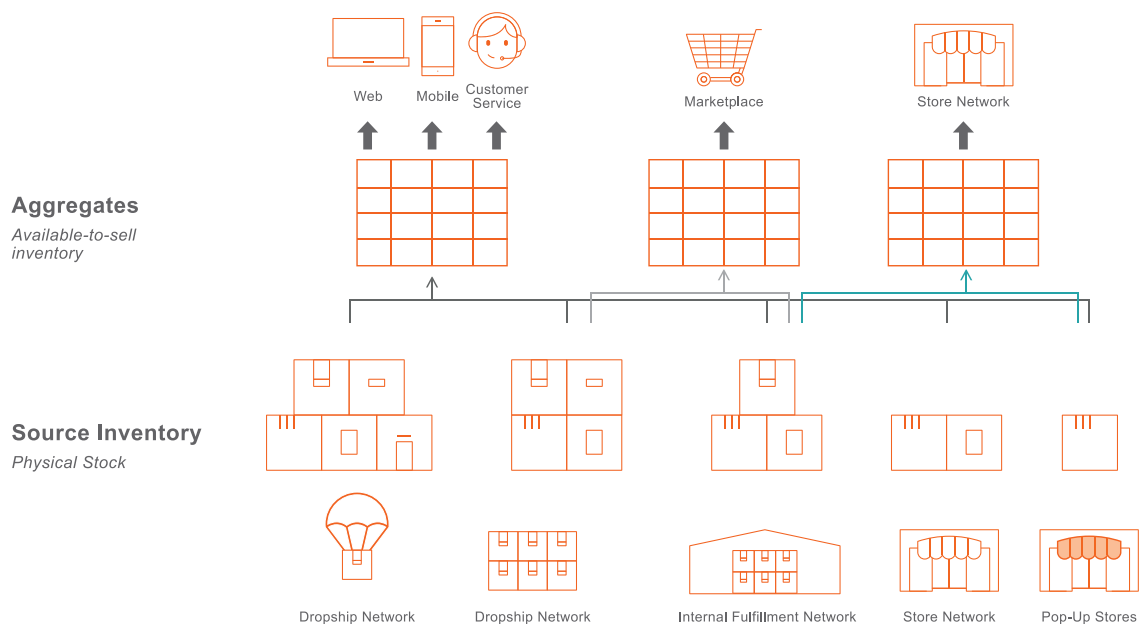 Web
Mobile
Customer
Service
Marketplace
Store Network
Aggregates
Available-to-sell
inventory
Source Inventory
Physical Stock
Dropship Network
Dropship Network
Internal Fulfillment Network
Store Network
Pop-Up Stores